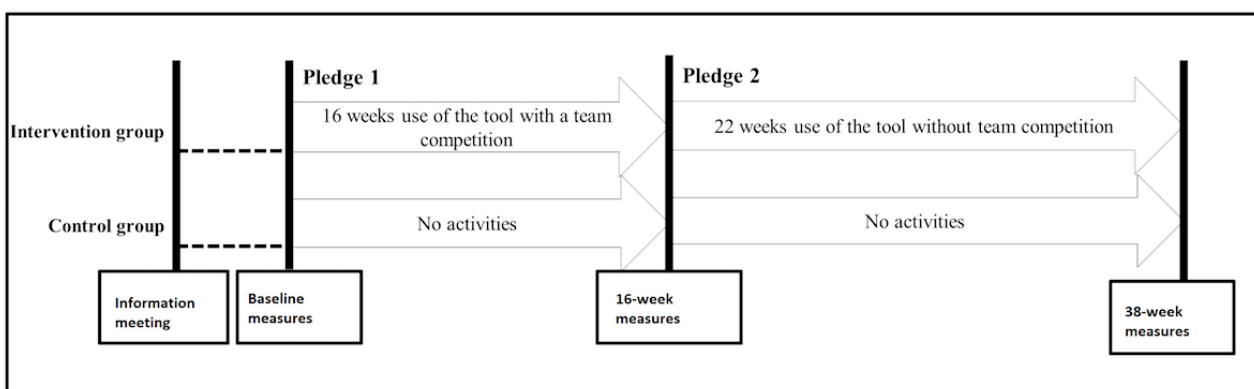 Pledge 1
Pledge 2
Intervention group
16 weeks use of the tool with a team
competition
22 weeks use of the tool without team competition
Control group
No activities
No activities
Information
meeting
Baseline
measures
16-week
measures
38-week
measures